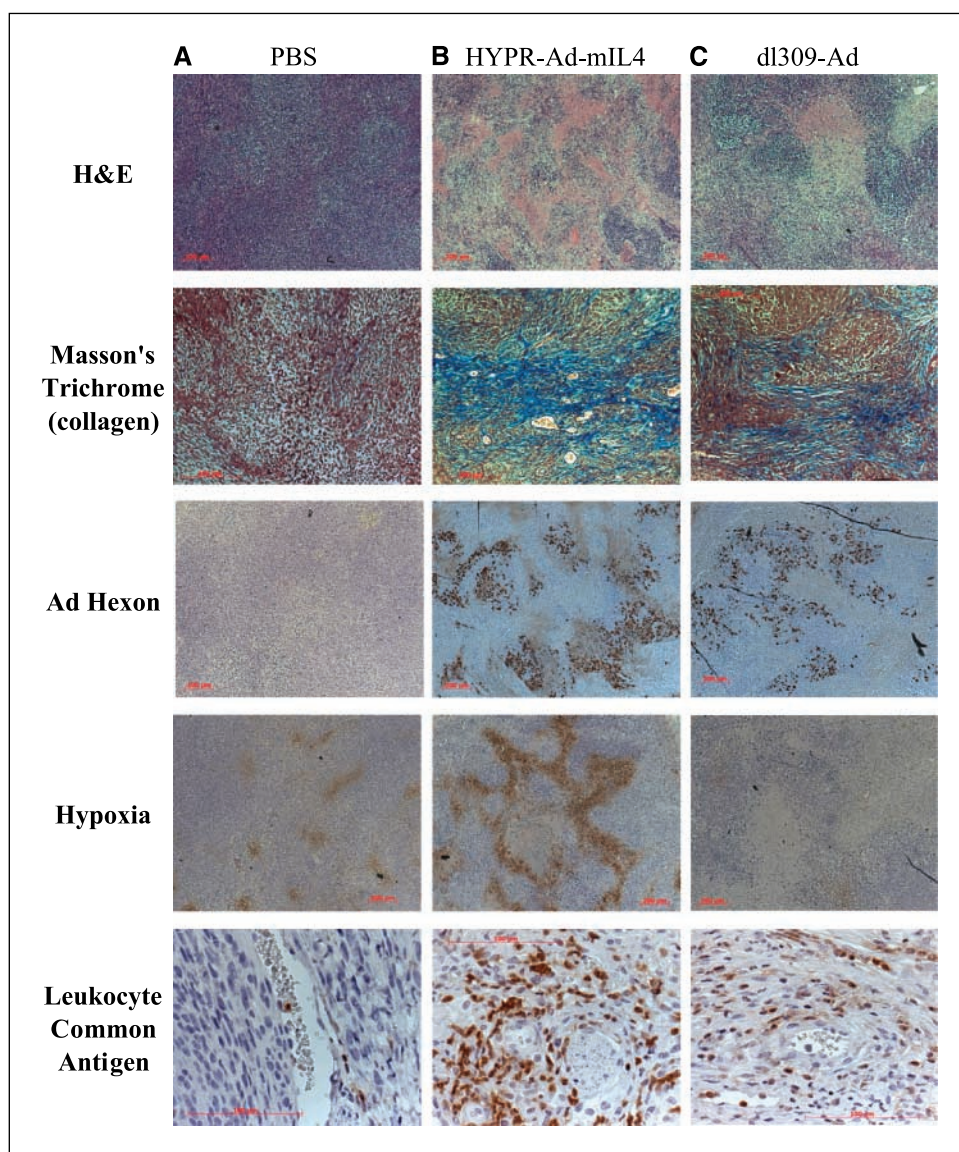 A PBS B HYPR-Ad-mIL4 C dl309-Ad
H&E
Masson's
Trichrome
(collagen)
Ad Hexon
Hypoxia
Leukocyte
Common
Antigen